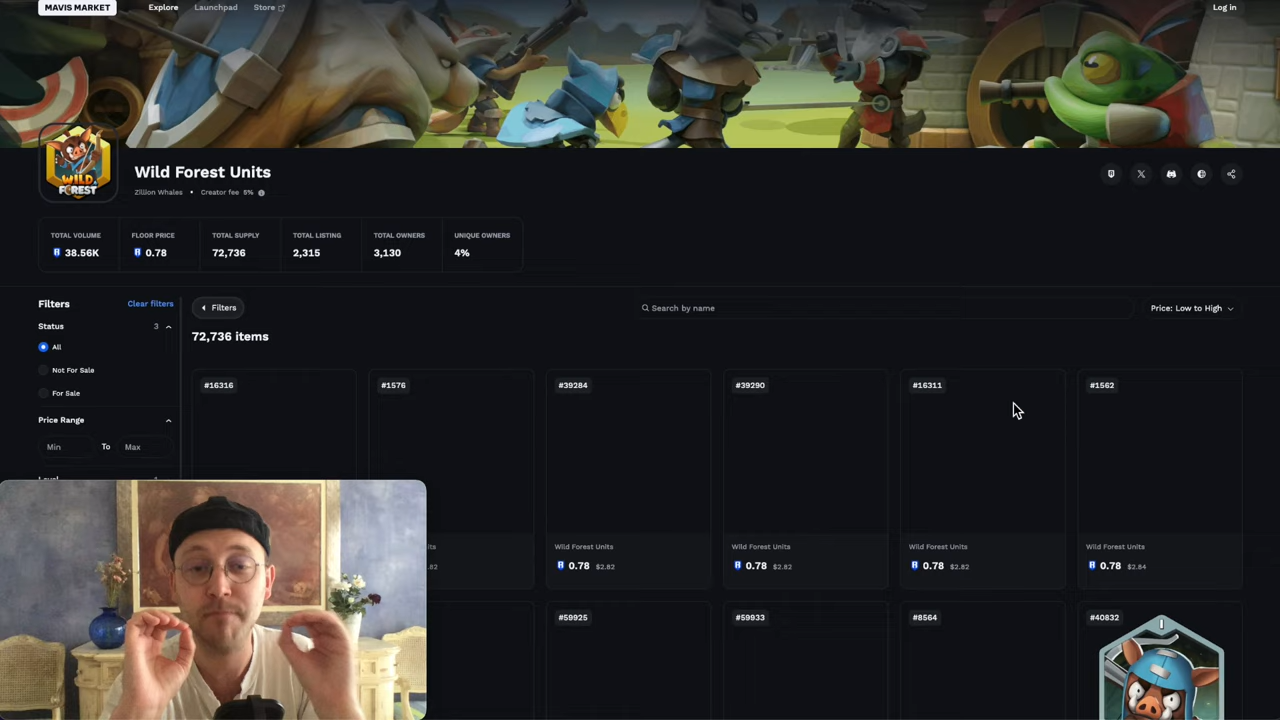 MAVIS MARKET
Explore
Launchpad
Store
Log in
WILD
FOREST
Wild Forest Units
Zillion Whales • Creator fee 5%
TOTAL VOLUME
38.56K
FLOOR PRICE
0.78
TOTAL SUPPLY
72,736
TOTAL LISTING
2,315
TOTAL OWNERS
3,130
UNIQUE OWNERS
4%
Filters
Clear filters
Status
3
All
Not For Sale
For Sale
Price Range
Min
To
Max
Filters
Search by name
Price: Low to High
72,736 items
#16316
#1576
#39284
#39290
#16311
#1562
Wild Forest Units
Wild Forest Units
Wild Forest Units
Wild Forest Units
0.78 $2.82
0.78 $2.82
0.78 $2.82
0.78 $2.84
#59925
#59933
#8564
#40832